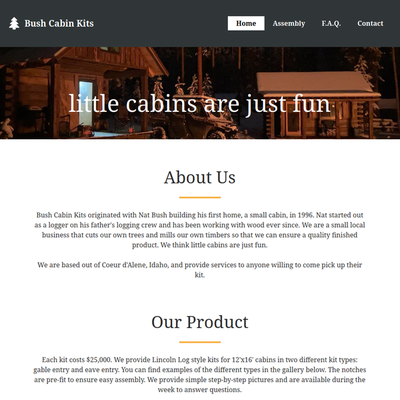 Bush Cabin Kits
Home Assembly F.A.Q. Contact
little cabins are just fun
About Us
Bush Cabin Kits originated with Nat Bush building his first home, a small cabin, in 1996. Nat started out
as a logger on his father's logging crew and has been working with wood ever since. We are a small local
business that cuts our own trees and mills our own timbers so that we can ensure a quality finished
product. We think little cabins are just fun.
We are based out of Coeur d'Alene, Idaho, and provide services to anyone willing to come pick up their
kit.
Our Product
Each kit costs $25,000. We provide Lincoln Log style kits for 12'x16' cabins in two different kit types:
gable entry and eave entry. You can find examples of the different types in the gallery below. The notches
are pre-fit to ensure easy assembly. We provide simple step-by-step pictures and are available during the
week to answer questions.